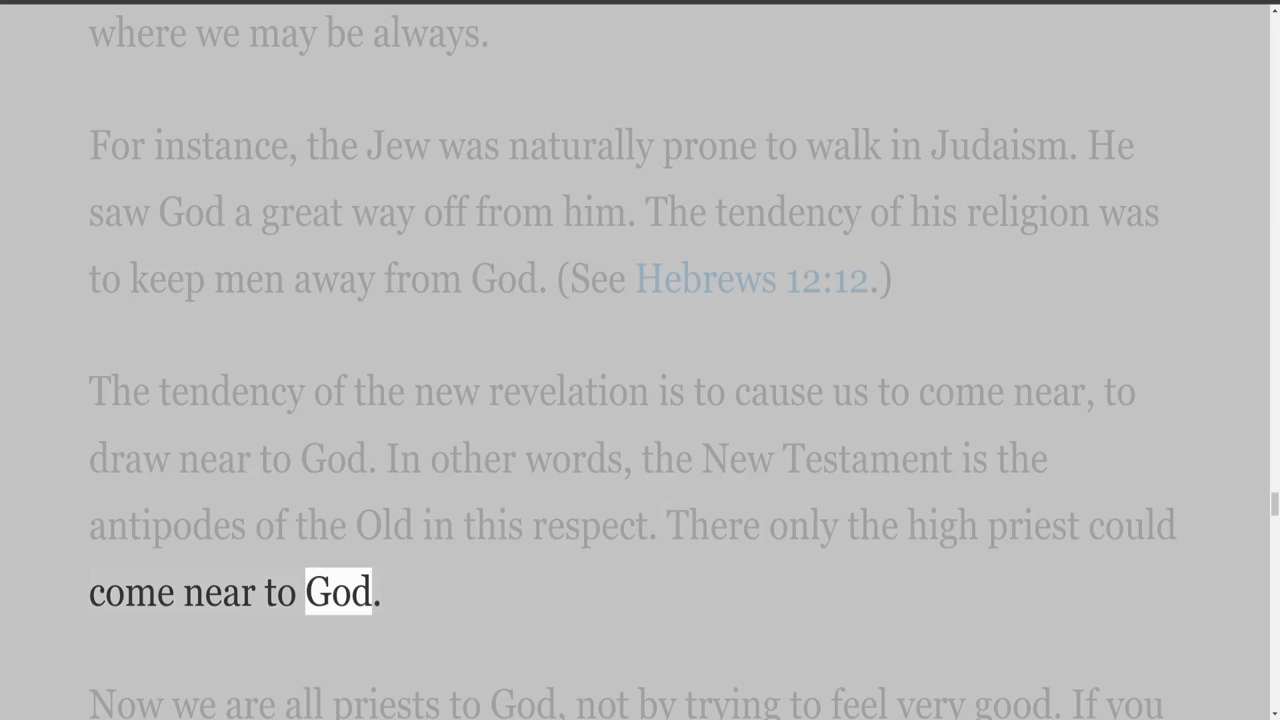 where we may be always.
For instance, the Jew was naturally prone to walk in Judaism. He
saw God a great way off from him. The tendency of his religion was
to keep men away from God. (See Hebrews 12:12.)
The tendency of the new revelation is to cause us to come near, to
draw near to God. In other words, the New Testament is the
antipodes of the Old in this respect. There only the high priest could
come near to God.
Now we are all priests to God, not by trying to feel very good. If you